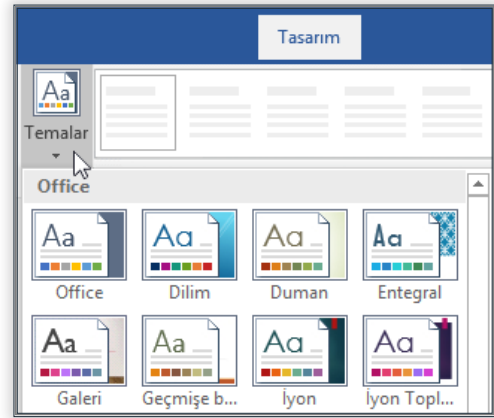 Tasarım
Aa
Temalar
Office
Aa Aa Aa Aa
Office Dilim Duman Entegral
Aa Aa Aa Aa
Galeri Geçmişe b... İyon İyon Topl...